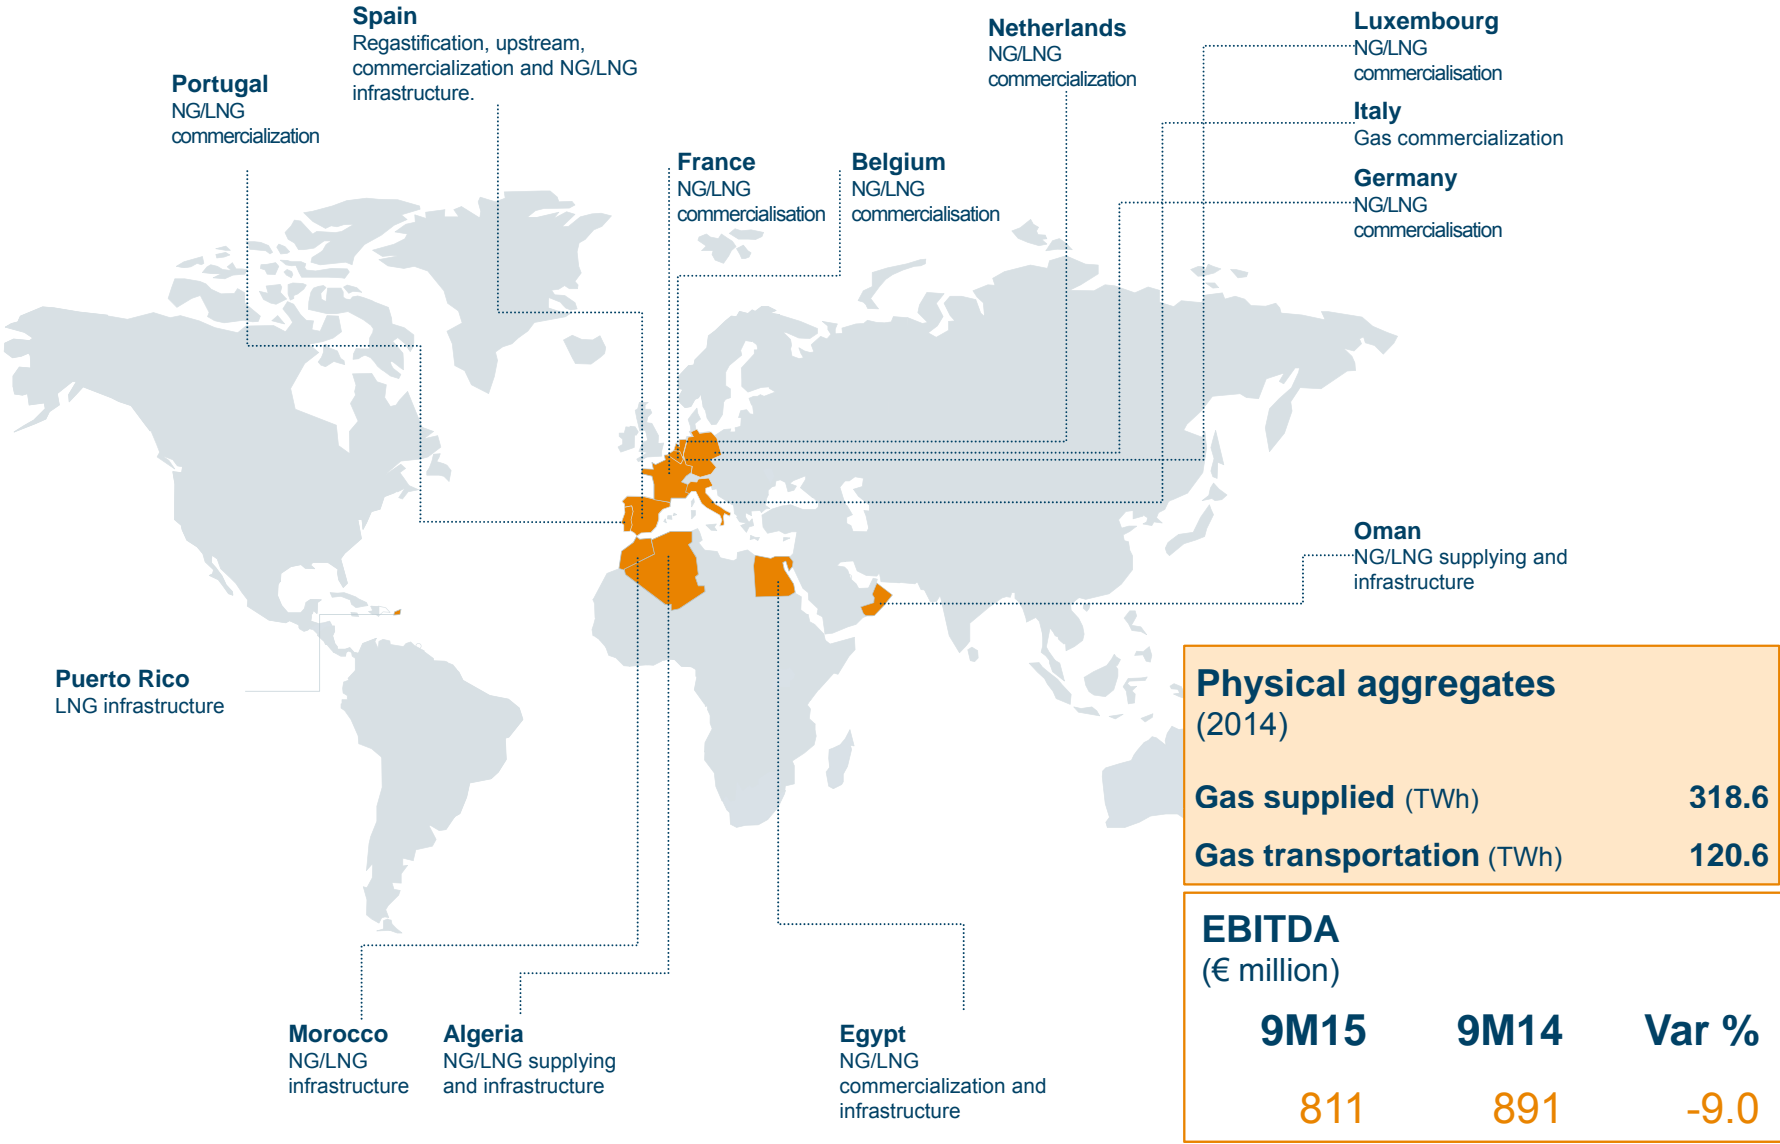 Spain
Regastification, upstream,
commercialization and NG/LNG
infrastructure.
Portugal
NG/LNG
commercialization
France
NG/LNG
commercialisation
Belgium
NG/LNG
commercialisation
Netherlands
NG/LNG
commercialization
Luxembourg
NG/LNG
commercialisation
Italy
Gas commercialization
Germany
NG/LNG
commercialisation
Oman
NG/LNG supplying and
infrastructure
Puerto Rico
LNG infrastructure
Morocco
NG/LNG
infrastructure
Algeria
NG/LNG supplying
and infrastructure
Egypt
NG/LNG
commercialization and
infrastructure
Physical aggregates
(2014)
Gas supplied (TWh) 318.6
Gas transportation (TWh) 120.6
EBITDA
(€ million)
9M15 9M14 Var %
811 891 -9.0